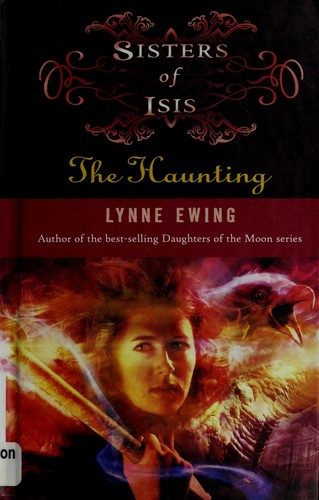 SISTERS
of
ISIS
The Haunting
LYNNE EWING
Author of the best-selling Daughters of the Moon series
on